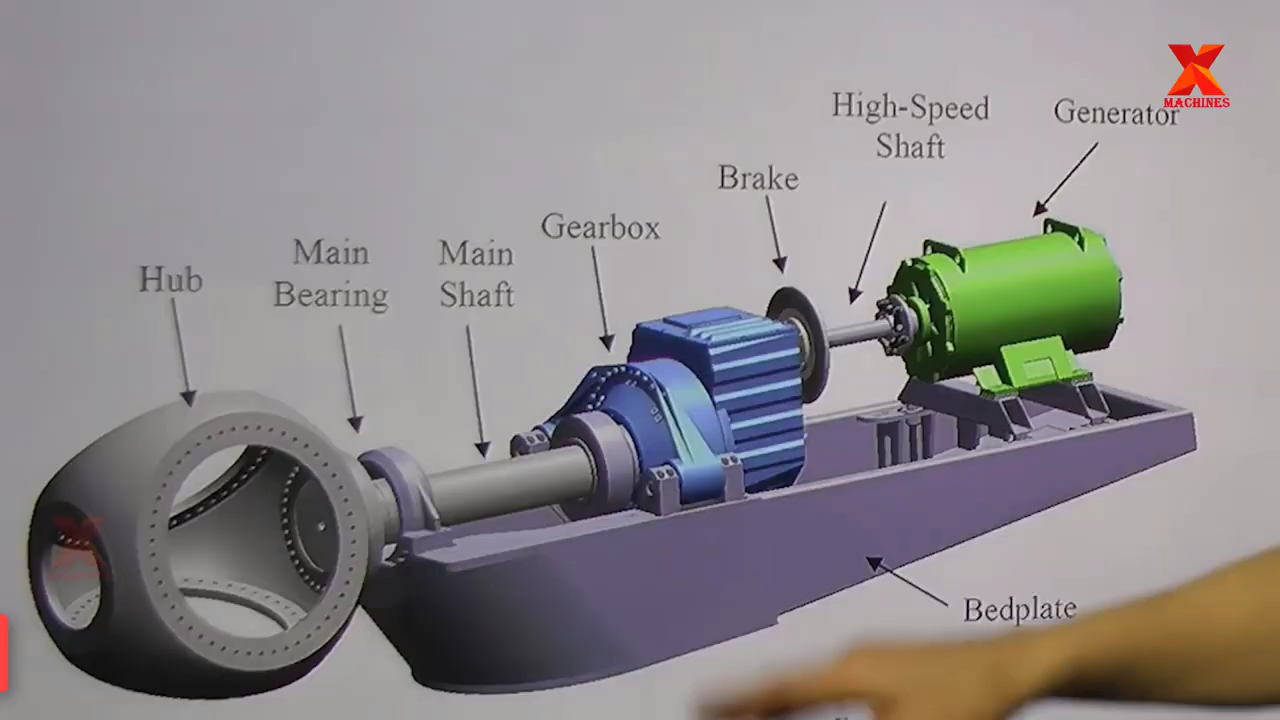 X
MACHINES
High-Speed
Shaft
Generator
Brake
Gearbox
Main
Bearing
Main
Shaft
Hub
Bedplate